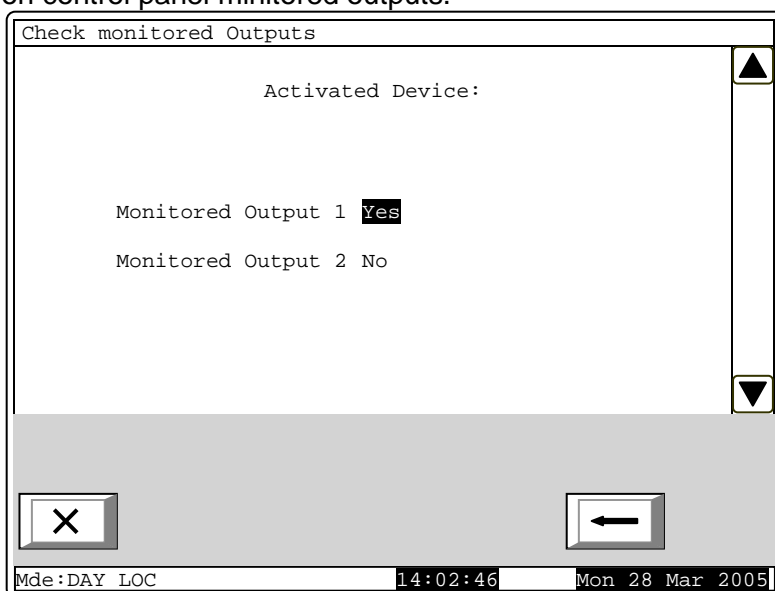 on control panel minitored outputs.
Check monitored Outputs
Activated Device:
Monitored Output 1 Yes
Monitored Output 2 No
Mde:DAY LOC 14:02:46 Mon 28 Mar 2005